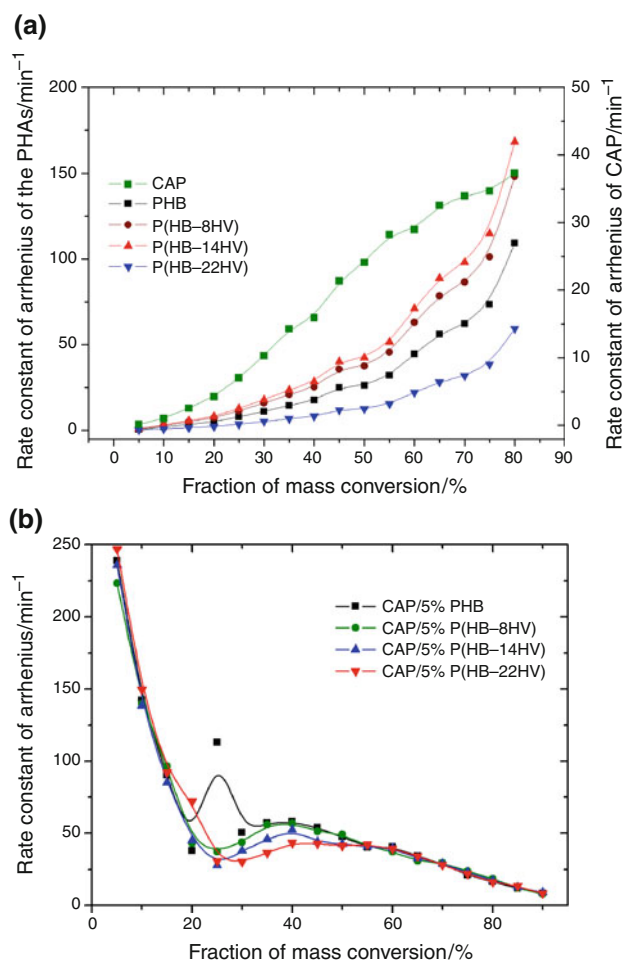 (a)
Rate constant of arrhenius of the PHAs/min⁻¹
200
150
100
50
0
CAP
PHB
P(HB–8HV)
P(HB–14HV)
P(HB–22HV)
50
40
30
20
10
0
Rate constant of arrhenius of CAP/min⁻¹
0 10 20 30 40 50 60 70 80 90
Fraction of mass conversion/%
(b)
Rate constant of arrhenius/min⁻¹
250
200
150
100
50
0
CAP/5% PHB
CAP/5% P(HB–8HV)
CAP/5% P(HB–14HV)
CAP/5% P(HB–22HV)
0 20 40 60 80
Fraction of mass conversion/%